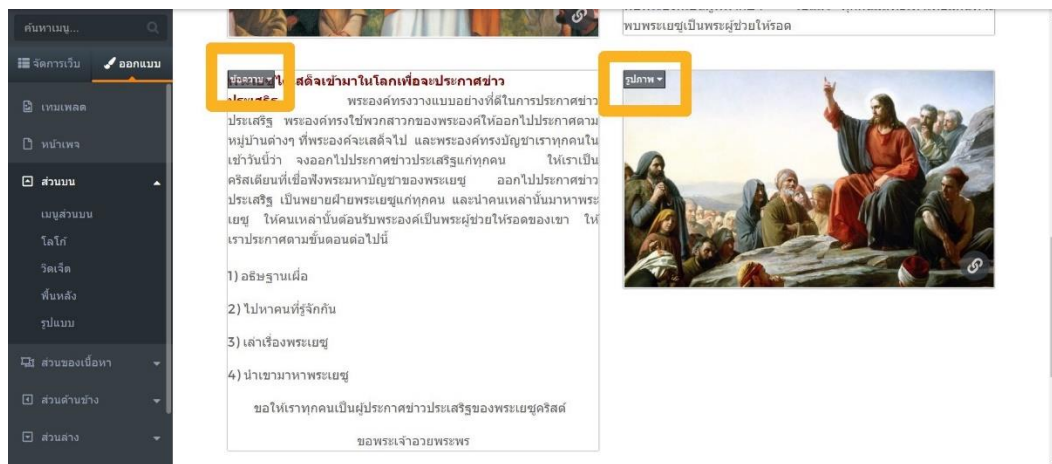 ค้นหาเมนู...
จัดการเว็บ
ออกแบบ
เทมเพลต
หน้าเพจ
ส่วนบน
เมนูส่วนบน
โลโก้
วิดเจ็ต
พื้นหลัง
รูปแบบ
ส่วนของเนื้อหา
ส่วนด้านข้าง
ส่วนล่าง
พบพระเยซูเป็นพระผู้ช่วยให้รอด
ข้อความ
เสด็จเข้ามาในโลกเพื่อจะประกาศข่าว
ประเสริฐ พระองค์ทรงวางแบบอย่างที่ดีในการประกาศข่าว
ประเสริฐ พระองค์ทรงใช้พวกสาวกของพระองค์ให้ออกไปประกาศตาม
หมู่บ้านต่างๆ ที่พระองค์จะเสด็จไป และพระองค์ทรงบัญชาเราทุกคนใน
เช้าวันนี้ว่า จงออกไปประกาศข่าวประเสริฐแก่ทุกคน ให้เราเป็น
คริสเตียนที่เชื่อฟังพระมหาบัญชาของพระเยซู ออกไปประกาศข่าว
ประเสริฐ เป็นพยายฝ่ายพระเยซูแก่ทุกคน และนำคนเหล่านั้นมาหาพระ
เยซู ให้คนเหล่านั้นต้อนรับพระองค์เป็นพระผู้ช่วยให้รอดของเขา ให้
เราประกาศตามขั้นตอนต่อไปนี้
1) อธิษฐานเผื่อ
2) ไปหาคนที่รู้จักกัน
3) เล่าเรื่องพระเยซู
4) นำเขามาหาพระเยซู
ขอให้เราทุกคนเป็นผู้ประกาศข่าวประเสริฐของพระเยซูคริสต์
ขอพระเจ้าอวยพระพร
รูปภาพ